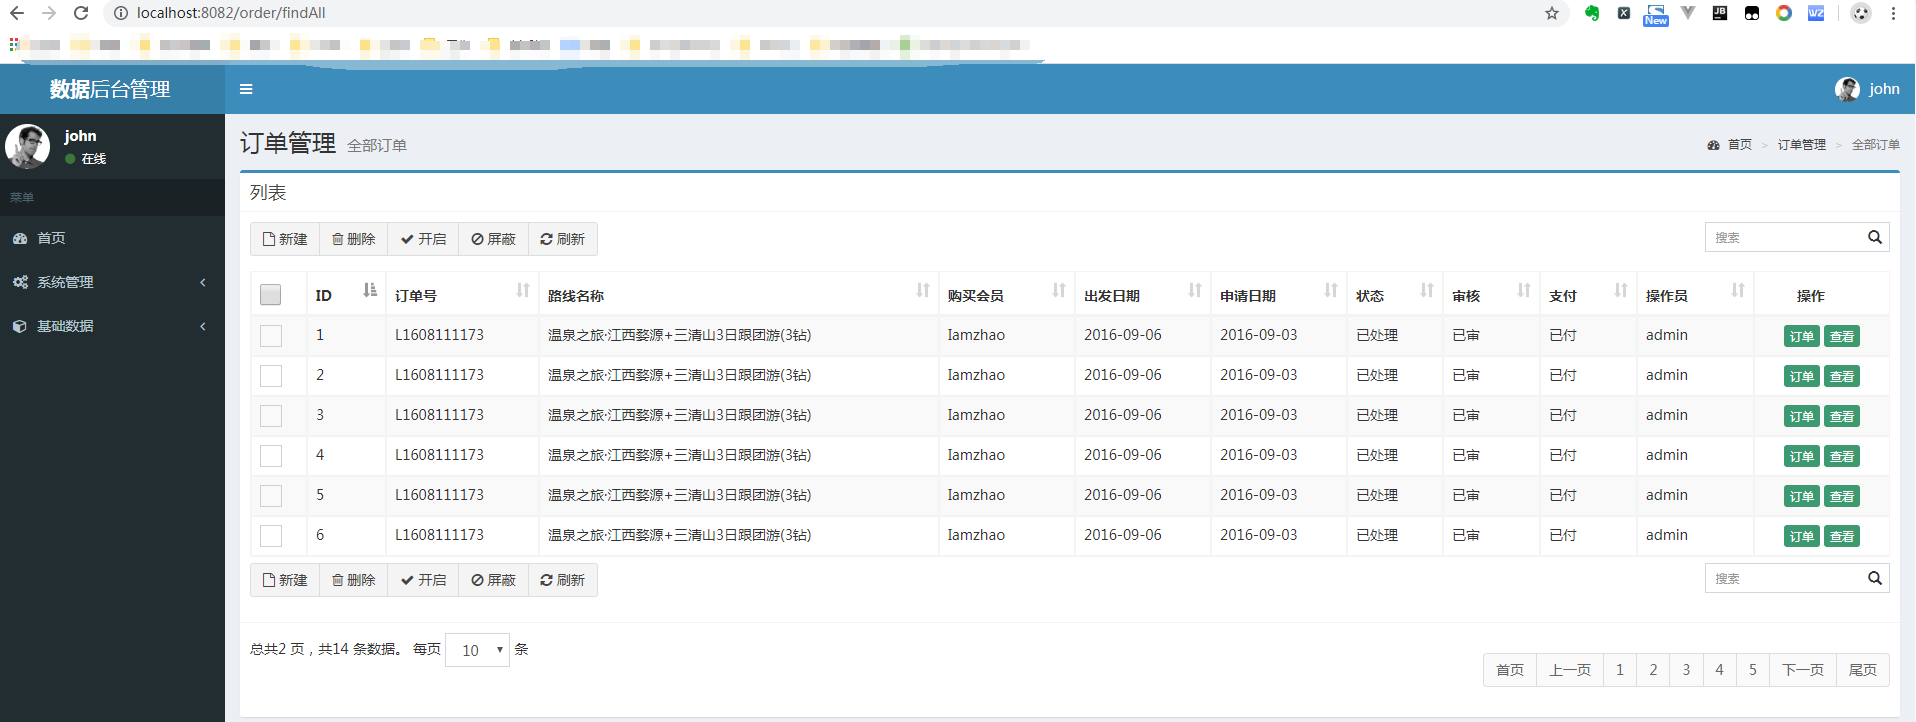 localhost:8082/order/findAll
New
JB
WZ
数据后台管理
john
john
在线
菜单
首页
系统管理
基础数据
订单管理 全部订单
首页 > 订单管理 > 全部订单
列表
新建 删除 开启 屏蔽 刷新
搜索
ID 订单号 路线名称 购买会员 出发日期 申请日期 状态 审核 支付 操作员 操作
1 L1608111173 温泉之旅·江西婺源+三清山3日跟团游(3钻) Iamzhao 2016-09-06 2016-09-03 已处理 已审 已付 admin 订单 查看
2 L1608111173 温泉之旅·江西婺源+三清山3日跟团游(3钻) Iamzhao 2016-09-06 2016-09-03 已处理 已审 已付 admin 订单 查看
3 L1608111173 温泉之旅·江西婺源+三清山3日跟团游(3钻) Iamzhao 2016-09-06 2016-09-03 已处理 已审 已付 admin 订单 查看
4 L1608111173 温泉之旅·江西婺源+三清山3日跟团游(3钻) Iamzhao 2016-09-06 2016-09-03 已处理 已审 已付 admin 订单 查看
5 L1608111173 温泉之旅·江西婺源+三清山3日跟团游(3钻) Iamzhao 2016-09-06 2016-09-03 已处理 已审 已付 admin 订单 查看
6 L1608111173 温泉之旅·江西婺源+三清山3日跟团游(3钻) Iamzhao 2016-09-06 2016-09-03 已处理 已审 已付 admin 订单 查看
新建 删除 开启 屏蔽 刷新
搜索
总共2 页，共14 条数据。 每页 10 条
首页 上一页 1 2 3 4 5 下一页 尾页